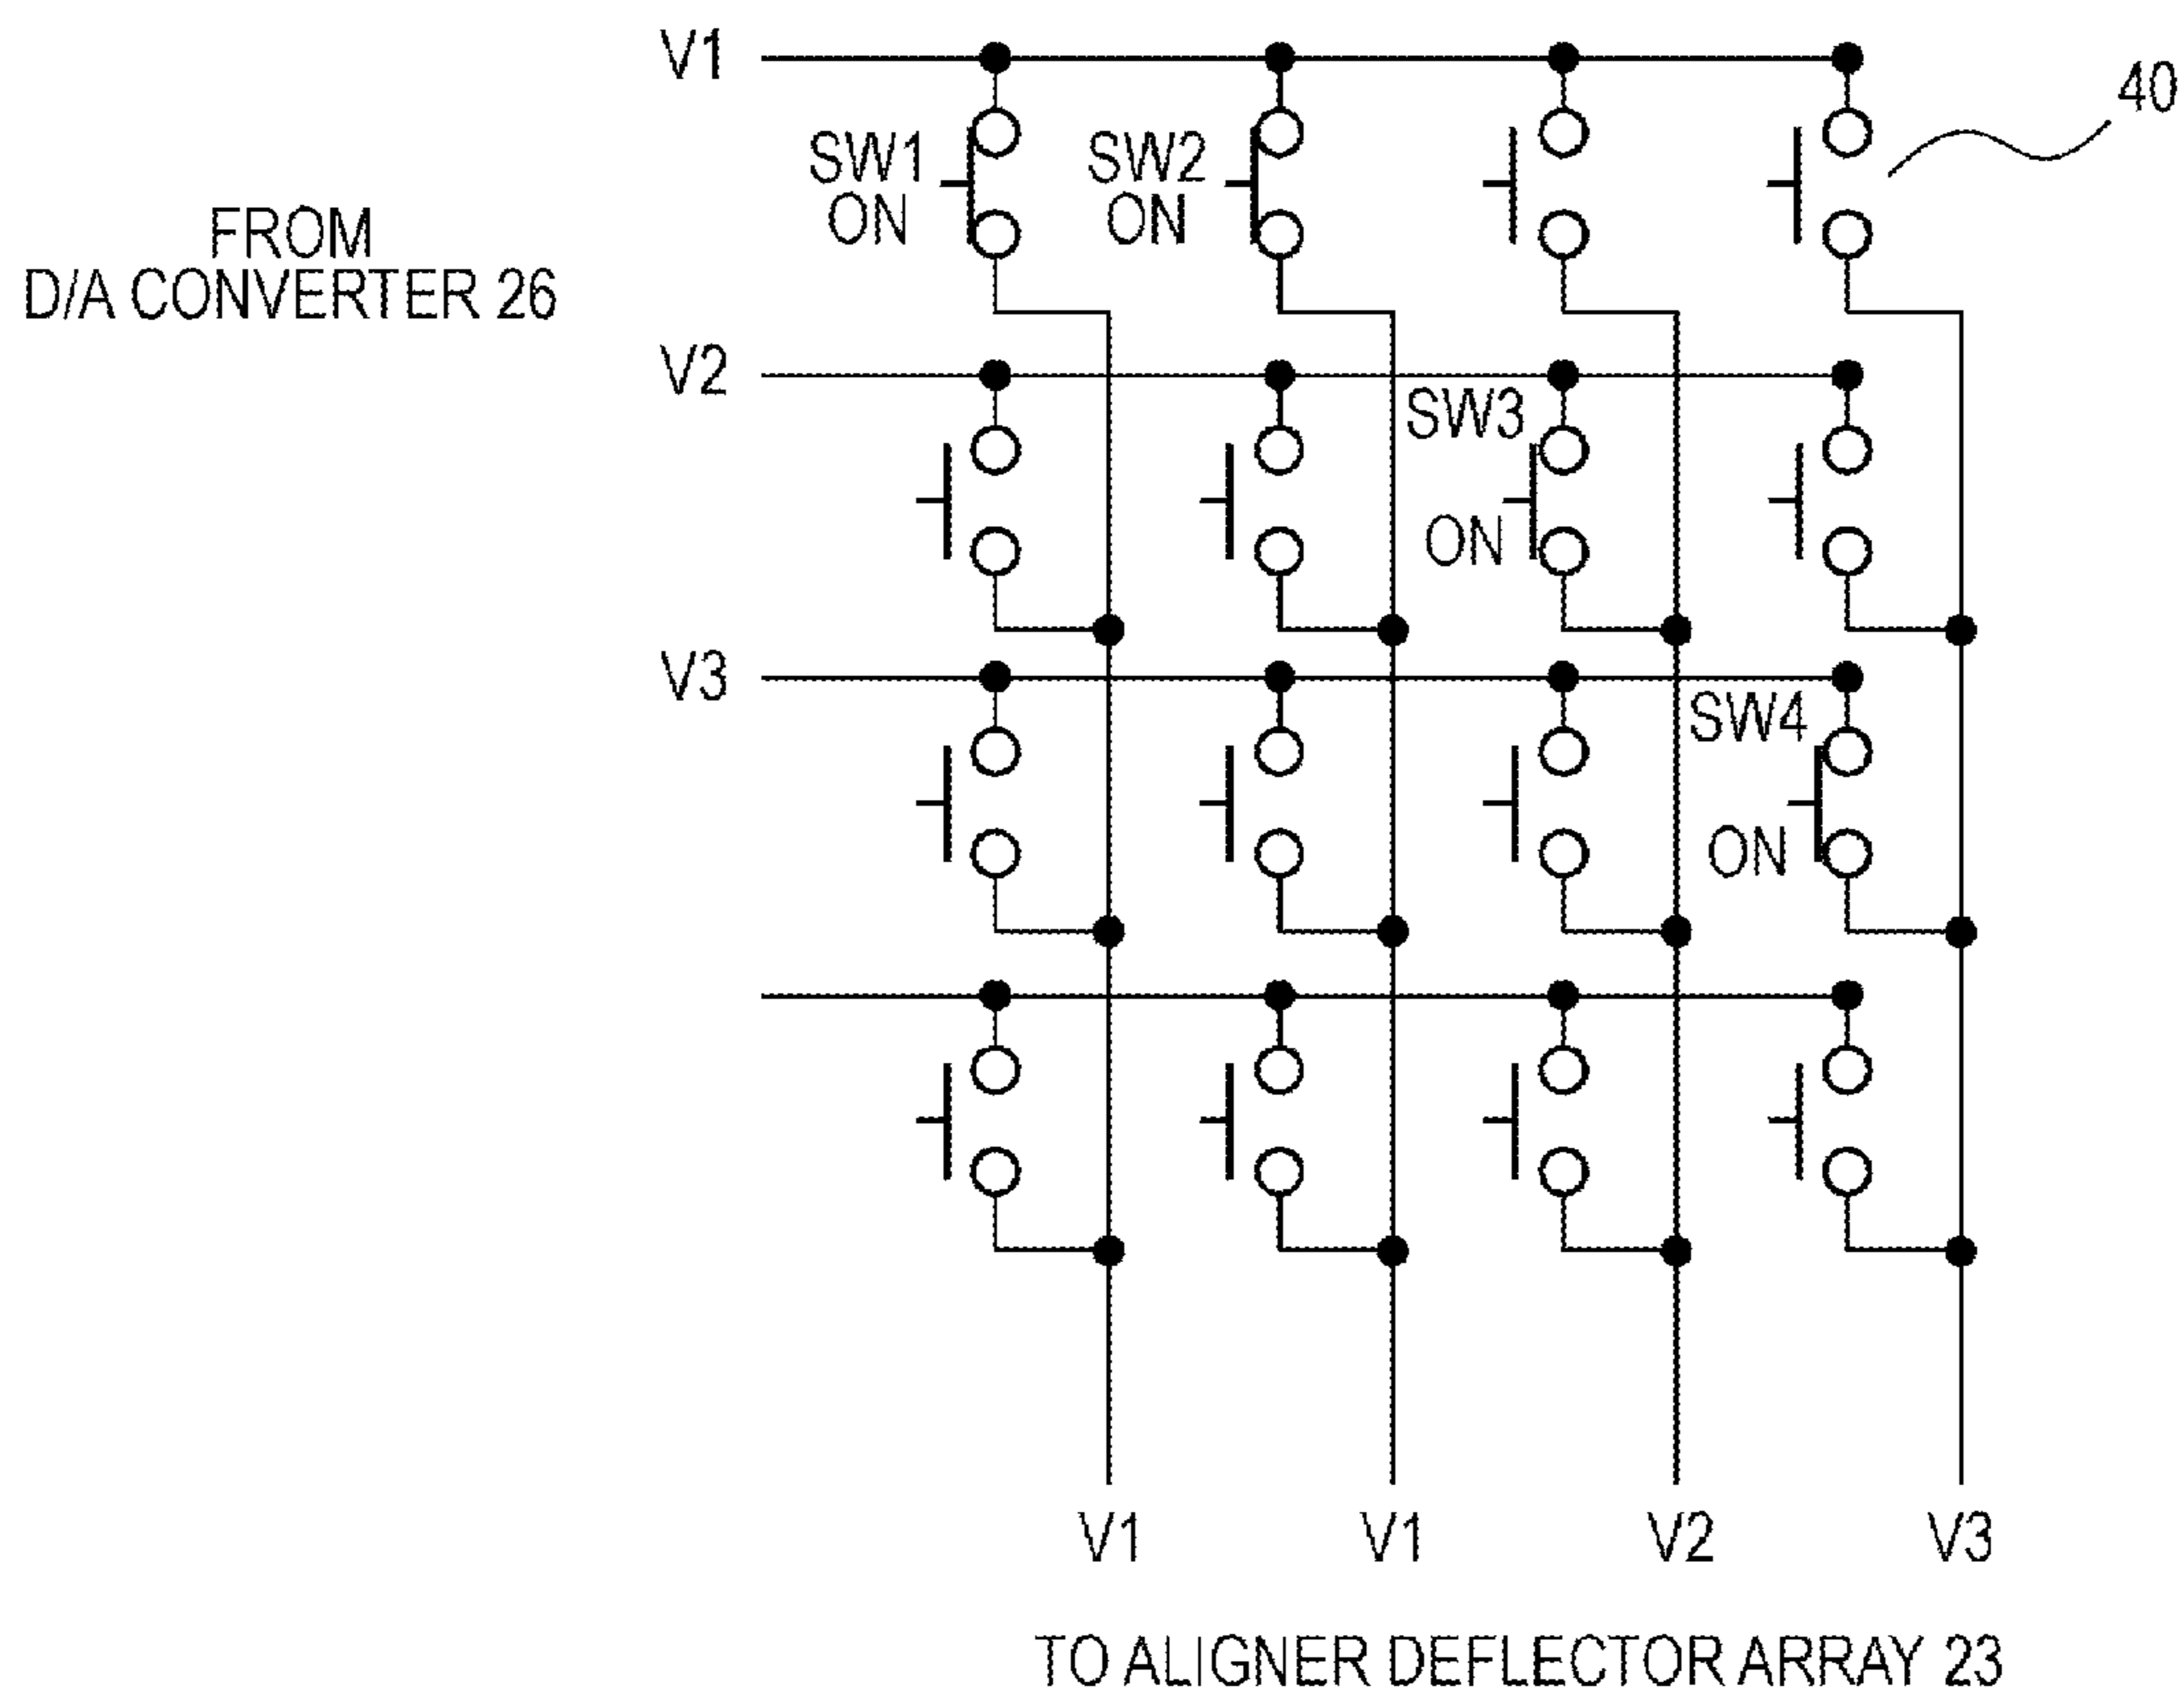 V1
40
SW1
ON
SW2
ON
FROM
D/A CONVERTER 26
V2
SW3
ON
V3
SW4
ON
V1
V1
V2
V3
TO ALIGNER DEFLECTOR ARRAY 23